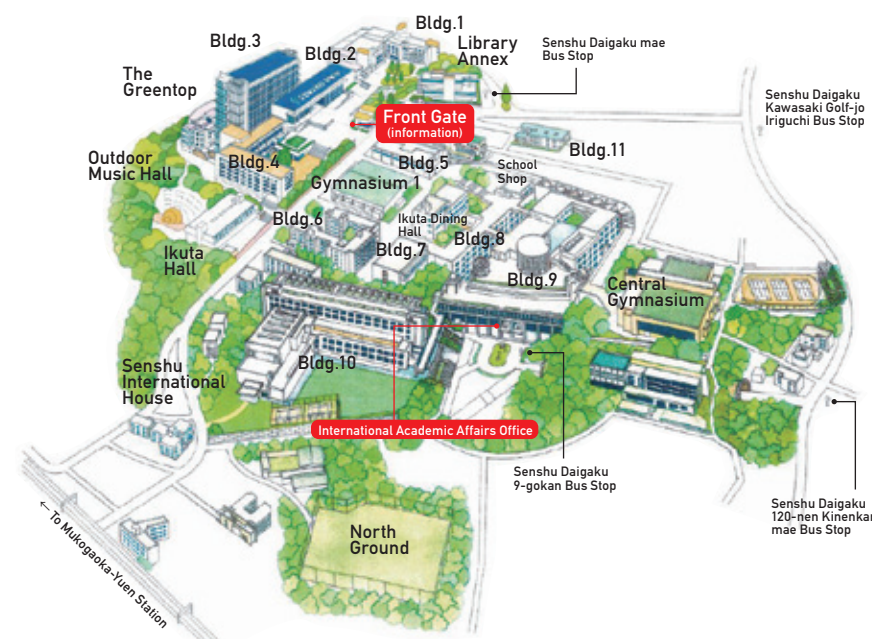 Bldg.1
Bldg.3
Bldg.2
Library
Annex
Senshu Daigaku mae
Bus Stop
The
Greentop
Senshu Daigaku
Kawasaki Golf-jo
Iriguchi Bus Stop
Front Gate
(information)
Outdoor
Music Hall
Bldg.4
Bldg.5
Bldg.11
School
Shop
Gymnasium 1
Bldg.6
Ikuta Dining
Hall
Bldg.8
Ikuta
Hall
Bldg.7
Bldg.9
Central
Gymnasium
Senshu
International
House
Bldg.10
International Academic Affairs Office
Senshu Daigaku
9-gokan Bus Stop
Senshu Daigaku
120-nen Kinenkan
mae Bus Stop
North
Ground
← To Mukogaoka-Yuen Station